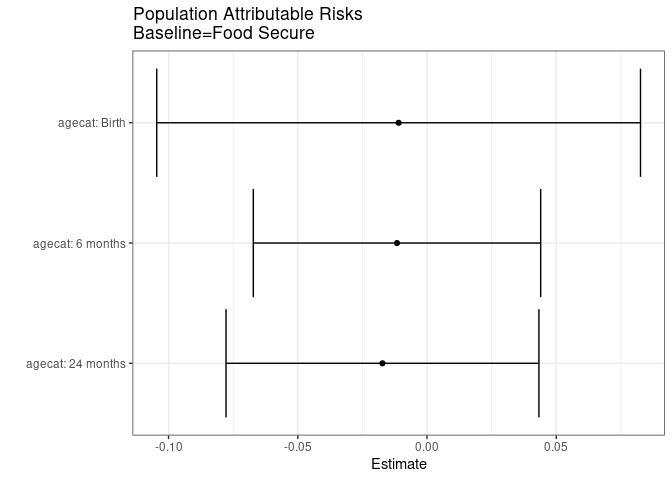 Population Attributable Risks
Baseline=Food Secure
agecat: Birth
agecat: 6 months
agecat: 24 months
-0.10
-0.05
0.00
0.05
Estimate